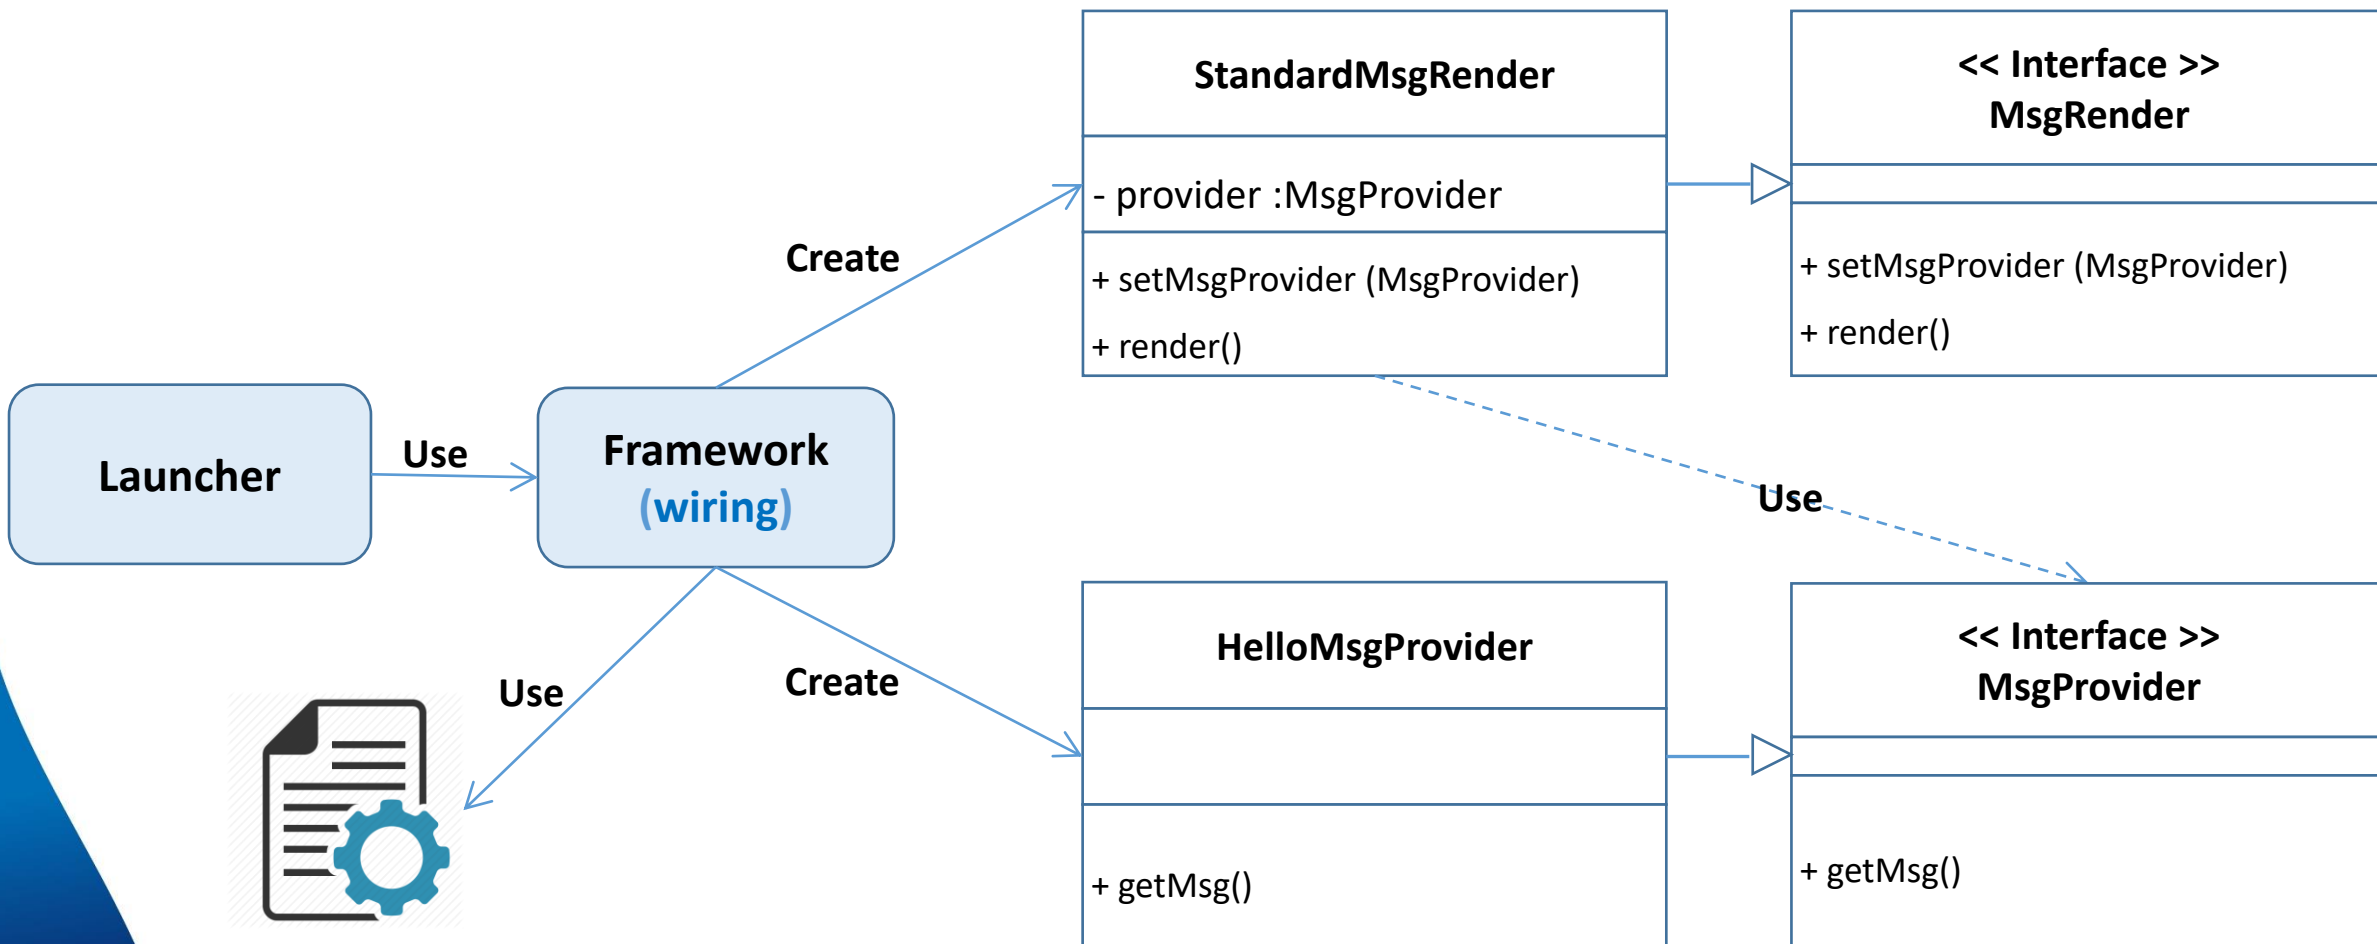 StandardMsgRender
- provider :MsgProvider
+ setMsgProvider (MsgProvider)
+ render()
<< Interface >>
MsgRender
+ setMsgProvider (MsgProvider)
+ render()
Create
Launcher
Use
Framework
(wiring)
Use
Use
Create
HelloMsgProvider
+ getMsg()
<< Interface >>
MsgProvider
+ getMsg()